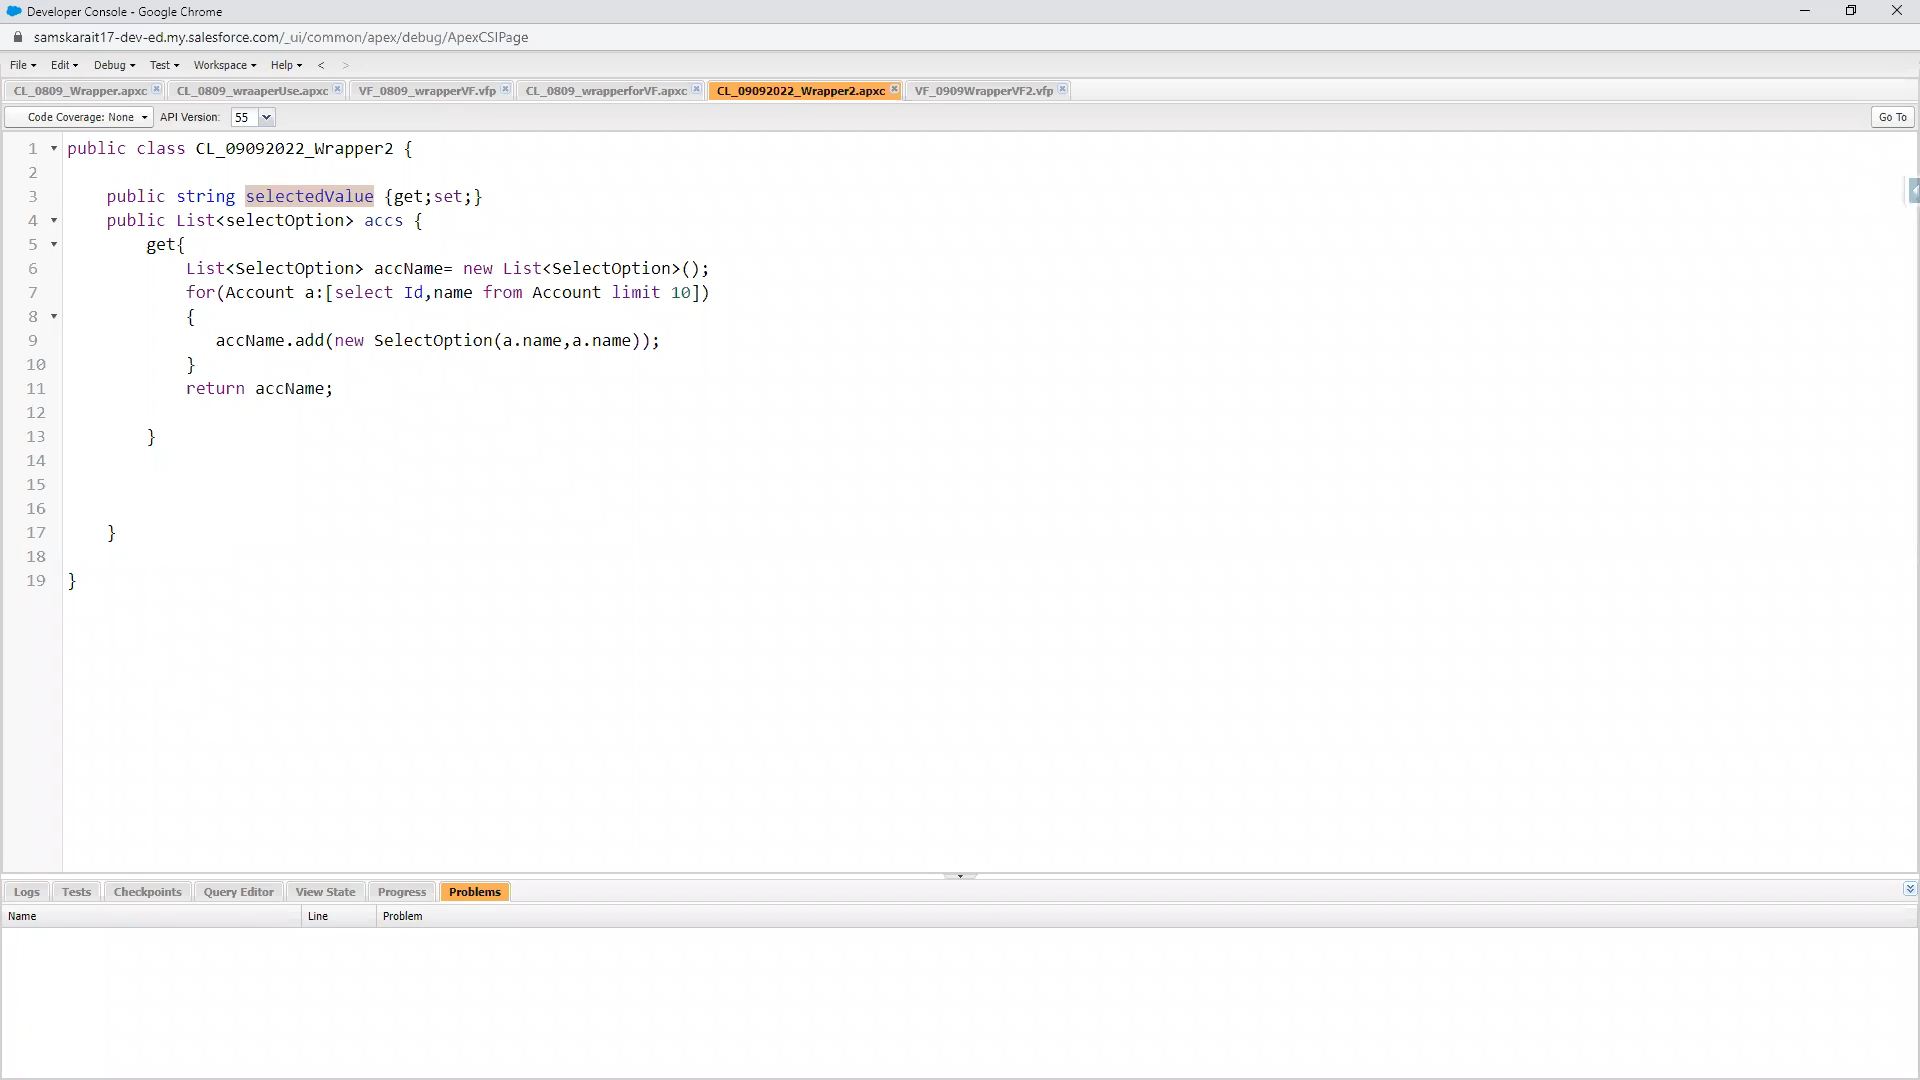 Developer Console - Google Chrome
samskarait17-dev-ed.my.salesforce.com/_ui/common/apex/debug/ApexCSIPage
File Edit Debug Test Workspace Help < >
CL_0809_Wrapper.apxc CL_0809_wraaperUse.apxc VF_0809_wrapperVF.vfp CL_0809_wrapperforVF.apxc CL_09092022_Wrapper2.apxc VF_0909WrapperVF2.vfp
Code Coverage: None API Version: 55 Go To
1 public class CL_09092022_Wrapper2 {
2
3 public string selectedValue {get;set;}
4 public List<selectOption> accs {
5 get{
6 List<SelectOption> accName= new List<SelectOption>();
7 for(Account a:[select Id,name from Account limit 10])
8 {
9 accName.add(new SelectOption(a.name,a.name));
10 }
11 return accName;
12
13 }
14
15
16
17 }
18
19 }
Logs Tests Checkpoints Query Editor View State Progress Problems
Name Line Problem